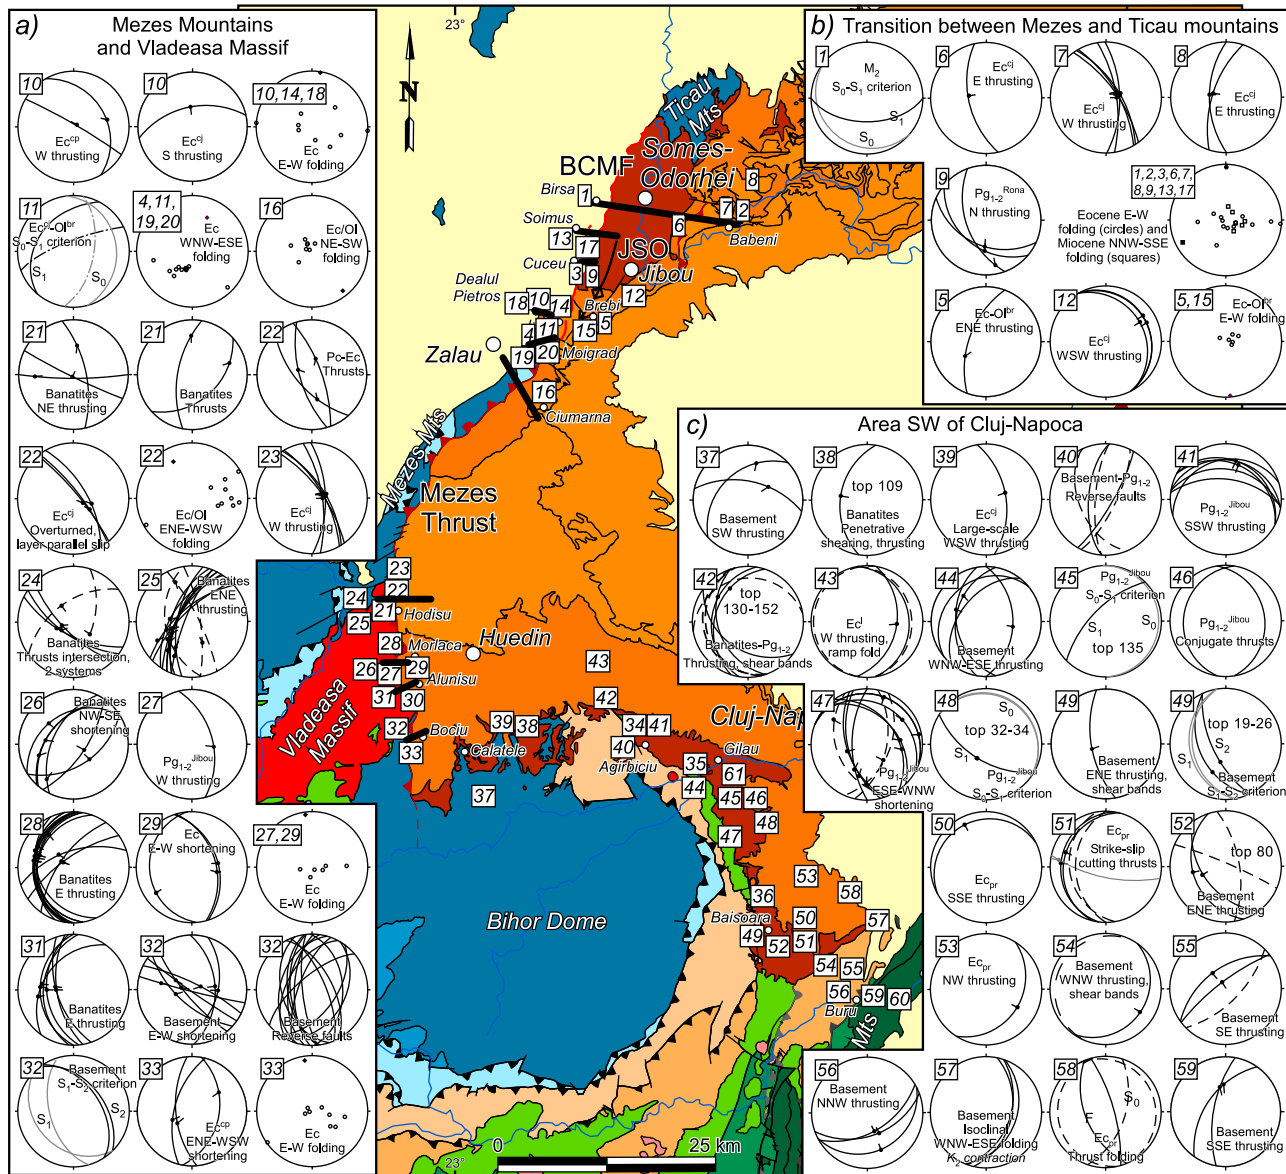 a)
Mezes Mountains
and Vladeasa Massif
10
Ec^cp
W thrusting
10
Ec^cj
S thrusting
10,14,18
Ec
E-W folding
11
S0-S1 criterion
S1
S0
4,11,
19,20
Ec
WNW-ESE
folding
16
Ec/Ol
NE-SW
folding
21
Banatites
NE thrusting
21
Banatites
Thrusts
22
Pc-Ec
Thrusts
22
Ec^cj
Overturned,
layer-parallel slip
22
Ec/Ol
ENE-WSW
folding
23
Ec^cj
W thrusting
24
Banatites
Thrusts intersection,
2 systems
25
Banatites
ENE
thrusting
26
Banatites
NW-SE
shortening
27
Pg1-2^Jibou
W thrusting
28
Banatites
E thrusting
29
Ec
E-W shortening
27,29
Ec
E-W folding
31
Banatites
E thrusting
32
Basement
E-W shortening
32
Basement
Reverse faults
32
Basement
S1-S2 criterion
S1
S2
33
Ec^cp
ENE-WSW
shortening
33
Ec
E-W folding
b)
Transition between Mezes and Ticau mountains
1
M2
S0-S1 criterion
S1
S0
6
Ec^cj
E thrusting
7
Ec^cj
W thrusting
8
Ec^cj
E thrusting
9
Pg1-2^Rona
N thrusting
1,2,3,6,7,
8,9,13,17
Eocene E-W
folding (circles) and
Miocene NNW-SSE
folding (squares)
5
Ec-Ol^br
ENE thrusting
12
Ec^cj
WSW thrusting
5,15
Ec-Ol^br
E-W folding
c)
Area SW of Cluj-Napoca
37
Basement
SW thrusting
38
top 109
Banatites
Penetrative
shearing, thrusting
39
Ec^cj
Large-scale
WSW thrusting
40
Basement-Pg1-2
Reverse faults
41
Pg1-2^Jibou
SSW thrusting
42
top
130-152
Banatites-Pg1-2
Thrusting, shear bands
43
Ec^l
W thrusting,
ramp fold
44
Basement
WNW-ESE thrusting
45
Pg1-2^Jibou
S0-S1 criterion
S1
S0
top 135
46
Pg1-2^Jibou
Conjugate thrusts
47
Pg1-2^Jibou
ESE-WNW
shortening
48
S0
top 32-34
S1
Pg1-2^Jibou
S0-S1 criterion
49
Basement
ENE thrusting,
shear bands
49
top 19-26
S2
S1
Basement
S1-S2 criterion
50
Ec_pr
SSE thrusting
51
Ec_pr
Strike-slip
cutting thrusts
52
top 80
Basement
ENE thrusting
53
Ec_pr
NW thrusting
54
Basement
WNW thrusting,
shear bands
55
Basement
SE thrusting
56
Basement
NNW thrusting
57
Basement
Isoclinal
WNW-ESE folding
K2 contraction
58
S0
F
Ec_pr
Thrust folding
59
Basement
SSE thrusting
23°
N
Ticau
Mts
BCMF
Somes-
Odorhei
Birsa
1
8
7
2
6
Babeni
Soimus
13
17
JSO
Cuceu
3
9
Jibou
12
Dealul
Pietros
18
10
14
Brebi
5
15
4
11
19
20
Moigrad
Zalau
16
Ciumarna
Mezes Mts
Mezes
Thrust
23
24
22
21
Hodisu
25
28
Morlaca
Huedin
26
27
29
Alunisu
31
30
Vladeasa
Massif
32
Bociu
33
43
42
39
38
34
41
Cluj-Nap
Calatele
40
Agirbiciu
Gilau
35
61
37
44
45
46
48
47
Bihor Dome
53
36
58
Baisoara
50
57
49
52
51
54
55
56
59
60
Buru
Mts
0
25 km
23°